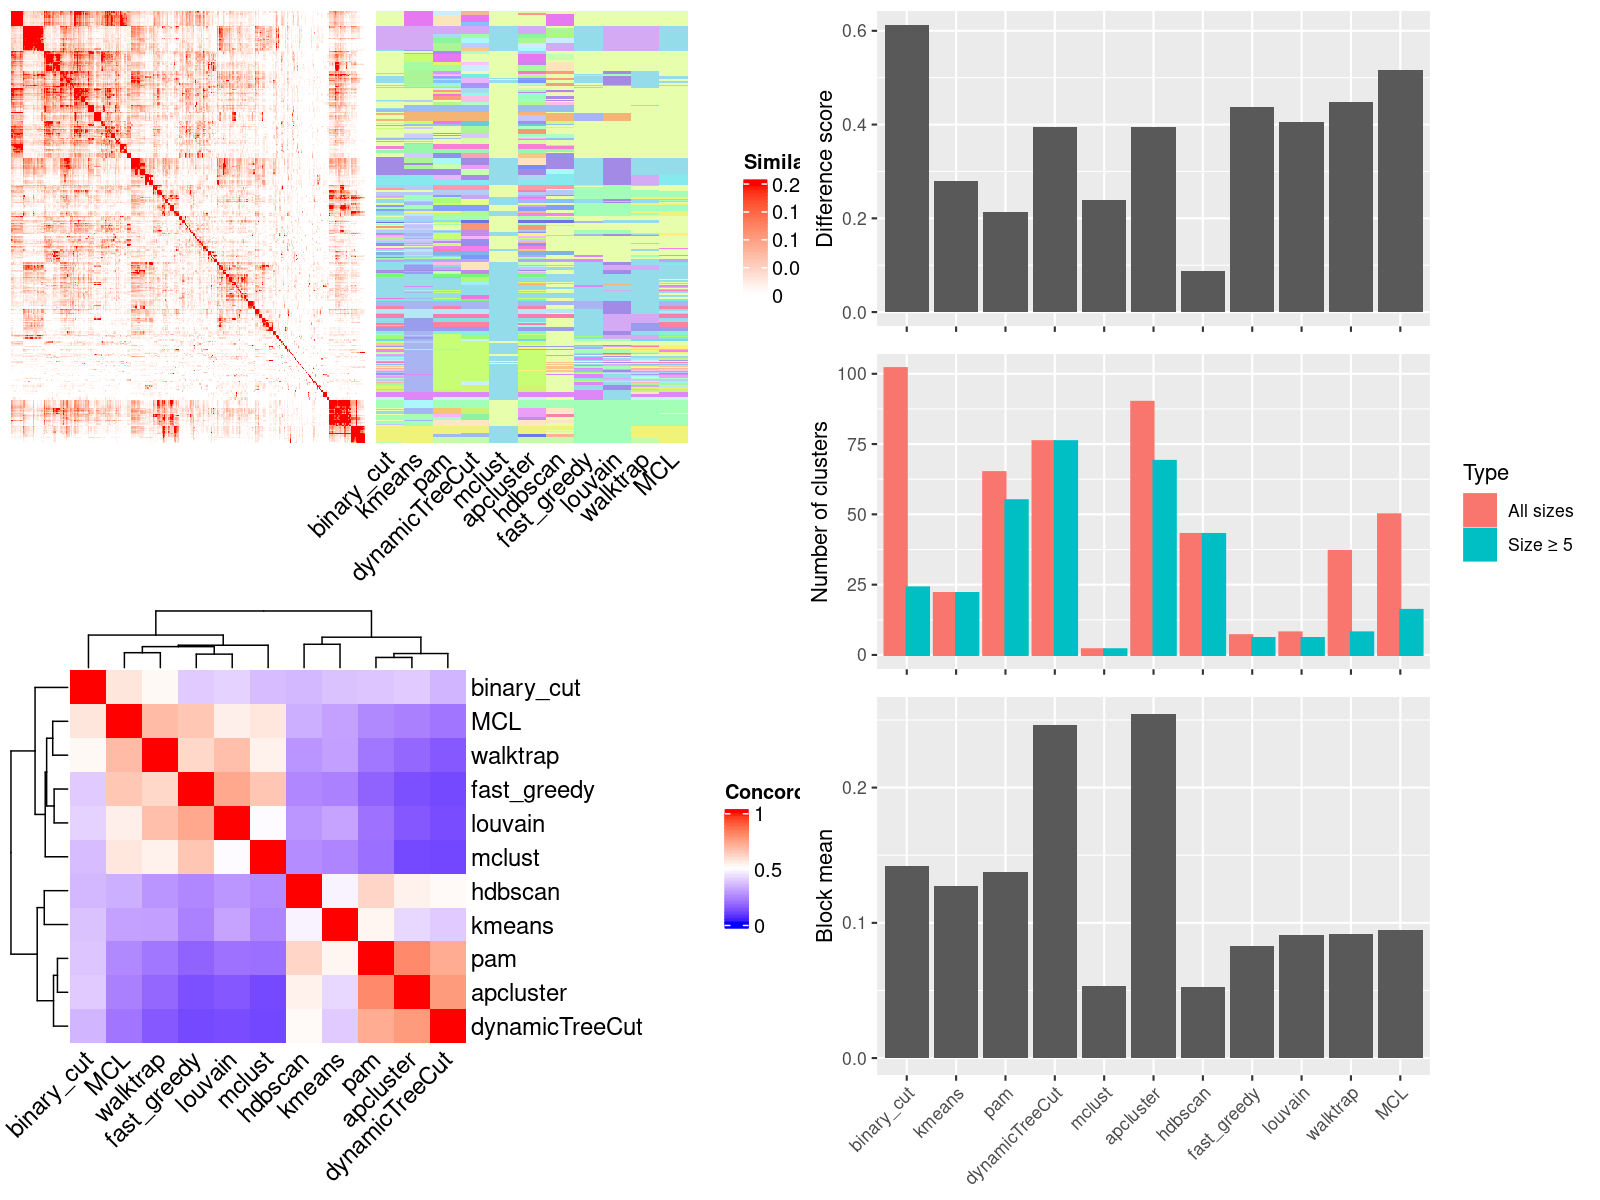 Simila
0.2
0.1
0.1
0.0
0
binary_cut
kmeans
pam
dynamicTreeCut
mclust
apcluster
hdbscan
fast_greedy
louvain
walktrap
MCL
binary_cut
MCL
walktrap
fast_greedy
louvain
mclust
hdbscan
kmeans
pam
apcluster
dynamicTreeCut
binary_cut
MCL
walktrap
fast_greedy
louvain
mclust
hdbscan
kmeans
pam
apcluster
dynamicTreeCut
Concord
1
0.5
0
Difference score
0.6
0.4
0.2
0.0
Number of clusters
100
75
50
25
0
Type
All sizes
Size ≥ 5
Block mean
0.2
0.1
0.0
binary_cut
kmeans
pam
dynamicTreeCut
mclust
apcluster
hdbscan
fast_greedy
louvain
walktrap
MCL